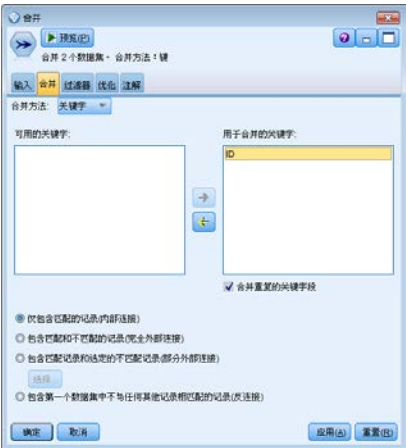 合并
预览(P)
合并 2 个数据集 - 合并方法：键
输入 合并 过滤器 优化 注解
合并方法: 关键字
可用的关键字:
用于合并的关键字:
ID
合并重复的关键字段
仅包含匹配的记录(内部连接)
包含匹配和不匹配的记录(完全外部连接)
包含匹配记录和选定的不匹配记录(部分外部连接)
选择...
包含第一个数据集中不与任何其他记录相匹配的记录(反连接)
确定 取消 应用(A) 重置(R)